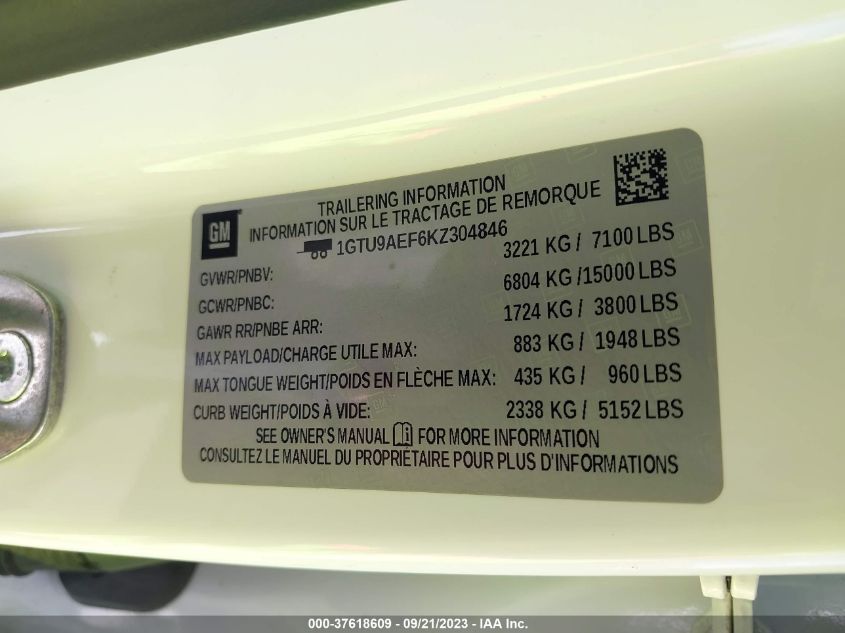 GM
TRAILERING INFORMATION
INFORMATION SUR LE TRACTAGE DE REMORQUE
1GTU9AEF6KZ304846
GVWR/PNBV: 3221 KG / 7100 LBS
GCWR/PNBC: 6804 KG /15000 LBS
GAWR RR/PNBE ARR: 1724 KG / 3800 LBS
MAX PAYLOAD/CHARGE UTILE MAX: 883 KG / 1948 LBS
MAX TONGUE WEIGHT/POIDS EN FLÈCHE MAX: 435 KG / 960 LBS
CURB WEIGHT/POIDS À VIDE: 2338 KG / 5152 LBS
SEE OWNER'S MANUAL FOR MORE INFORMATION
CONSULTEZ LE MANUEL DU PROPRIÉTAIRE POUR PLUS D'INFORMATIONS
000-37618609 - 09/21/2023 - IAA Inc.